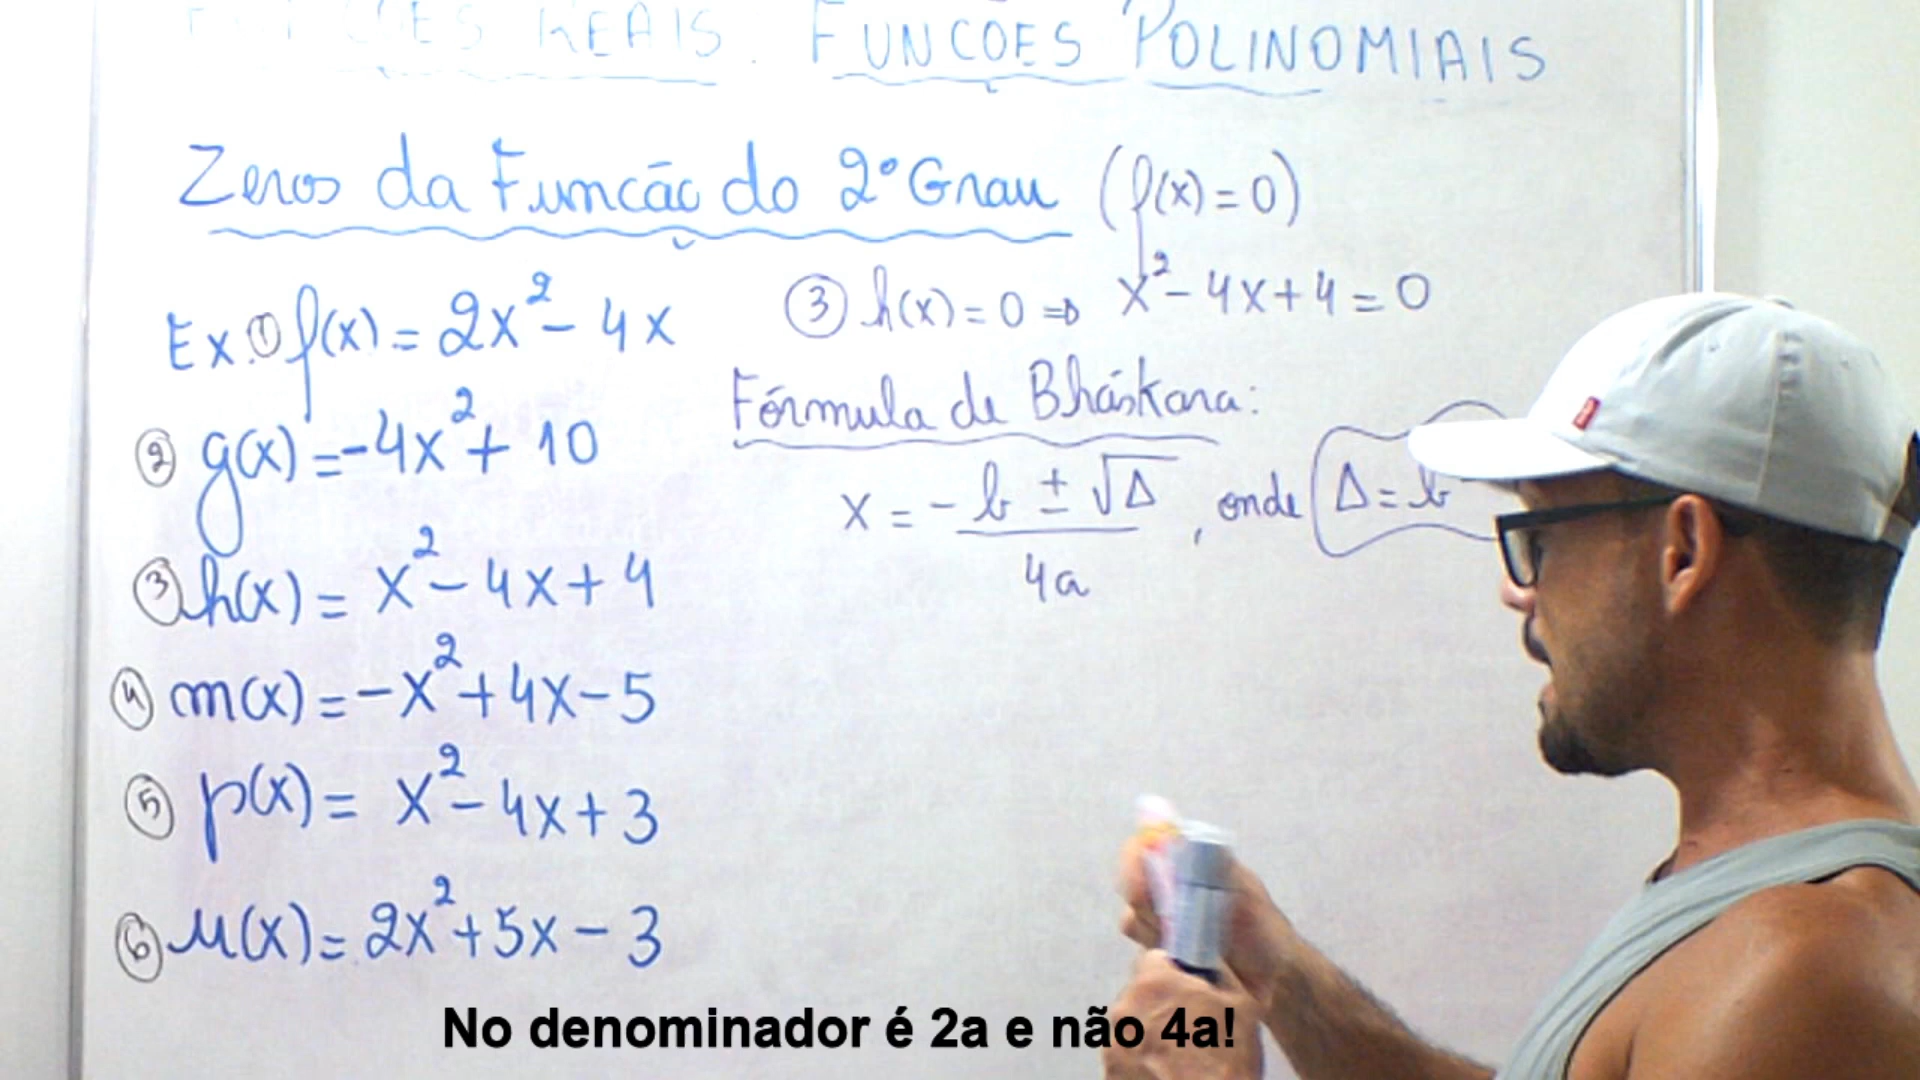 REAIS. FUNCÕES POLINOMIAIS
Zeros da Função do 2º Grau (f(x) = 0)
Ex. ① f(x) = 2x² - 4x
② g(x) = -4x² + 10
③ h(x) = x² - 4x + 4
④ m(x) = -x² + 4x - 5
⑤ p(x) = x² - 4x + 3
⑥ u(x) = 2x² + 5x - 3
③ h(x) = 0 ⇒ x² - 4x + 4 = 0
Fórmula de Bháskara:
x = -b ± √Δ / 4a , onde Δ = b
No denominador é 2a e não 4a!